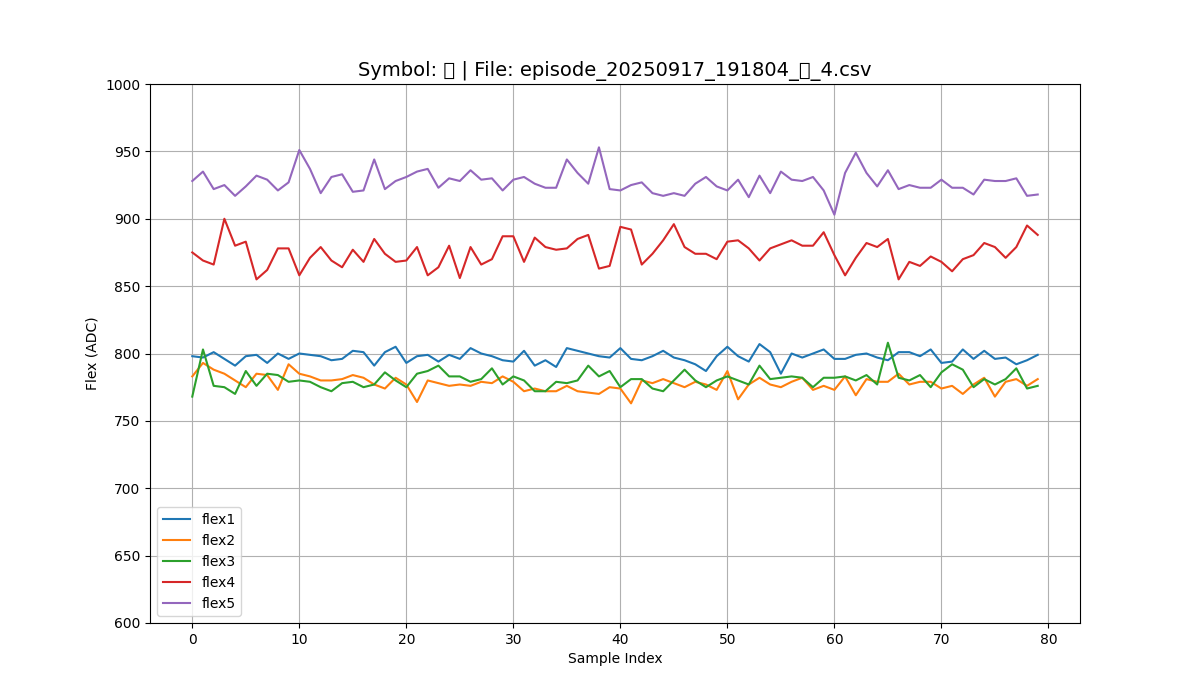 Symbol: | File: episode_20250917_191804_ _4.csv
1000
950
900
850
800
750
700
650
600
Flex (ADC)
flex1
flex2
flex3
flex4
flex5
0 10 20 30 40 50 60 70 80
Sample Index